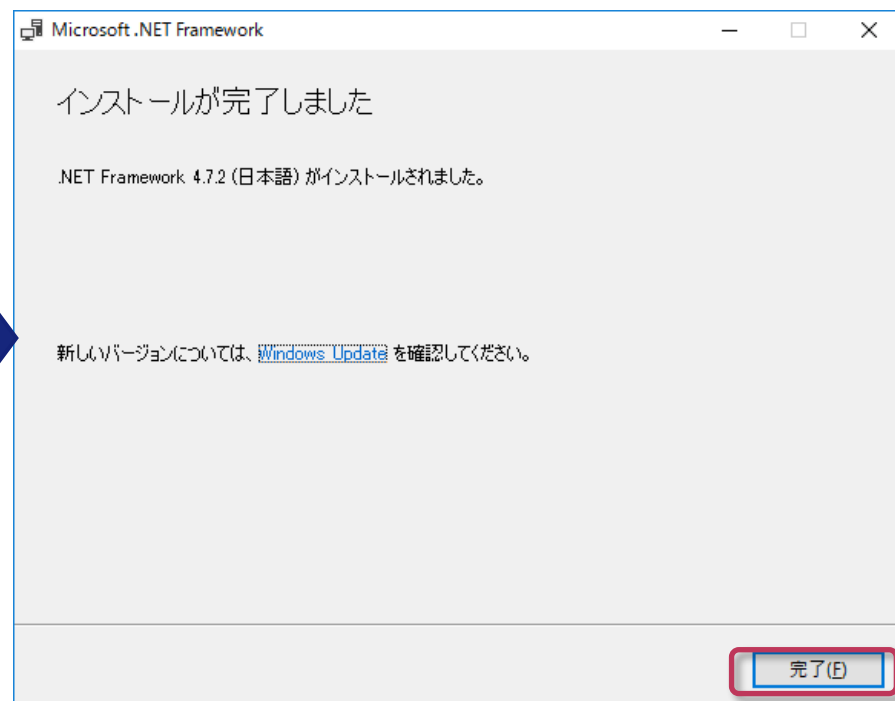 Microsoft .NET Framework
インストールが完了しました
.NET Framework 4.7.2 (日本語) がインストールされました。
新しいバージョンについては、Windows Update を確認してください。
完了(F)